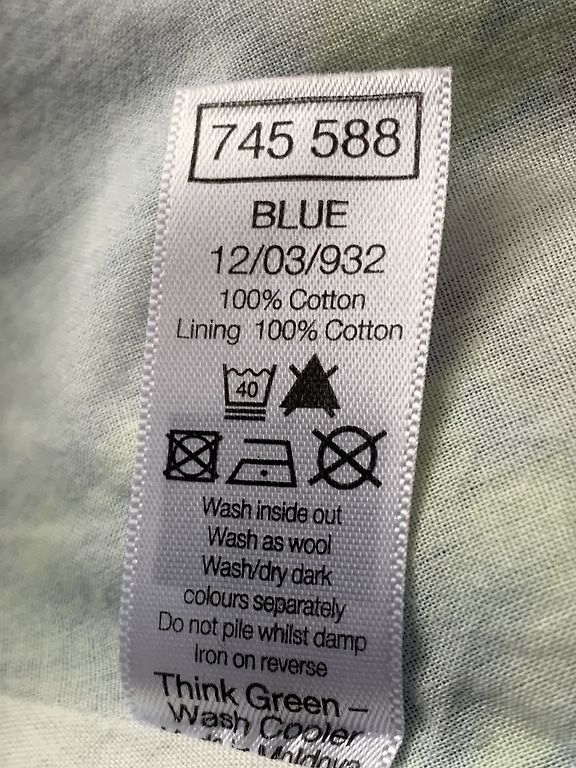 745 588
BLUE
12/03/932
100% Cotton
Lining 100% Cotton
40
Wash inside out
Wash as wool
Wash/dry dark
colours separately
Do not pile whilst damp
Iron on reverse
Think Green –
Wash Cooler
Moldova